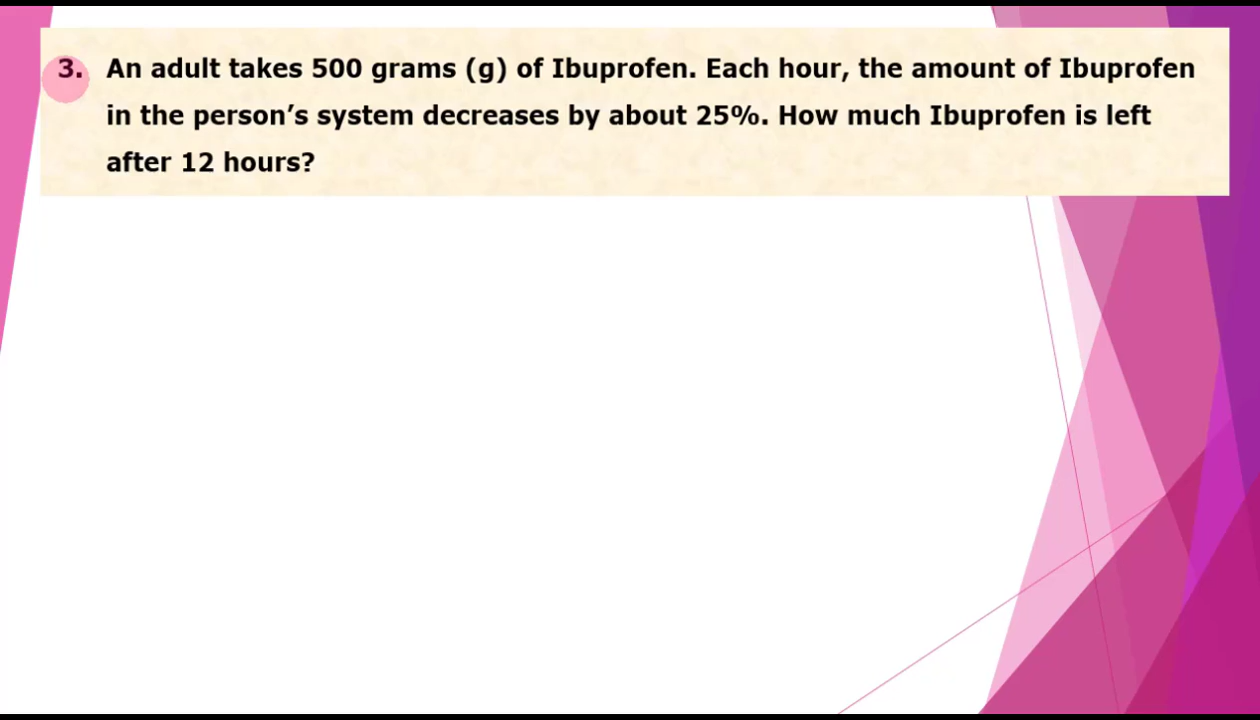 3. An adult takes 500 grams (g) of Ibuprofen. Each hour, the amount of Ibuprofen
in the person’s system decreases by about 25%. How much Ibuprofen is left
after 12 hours?